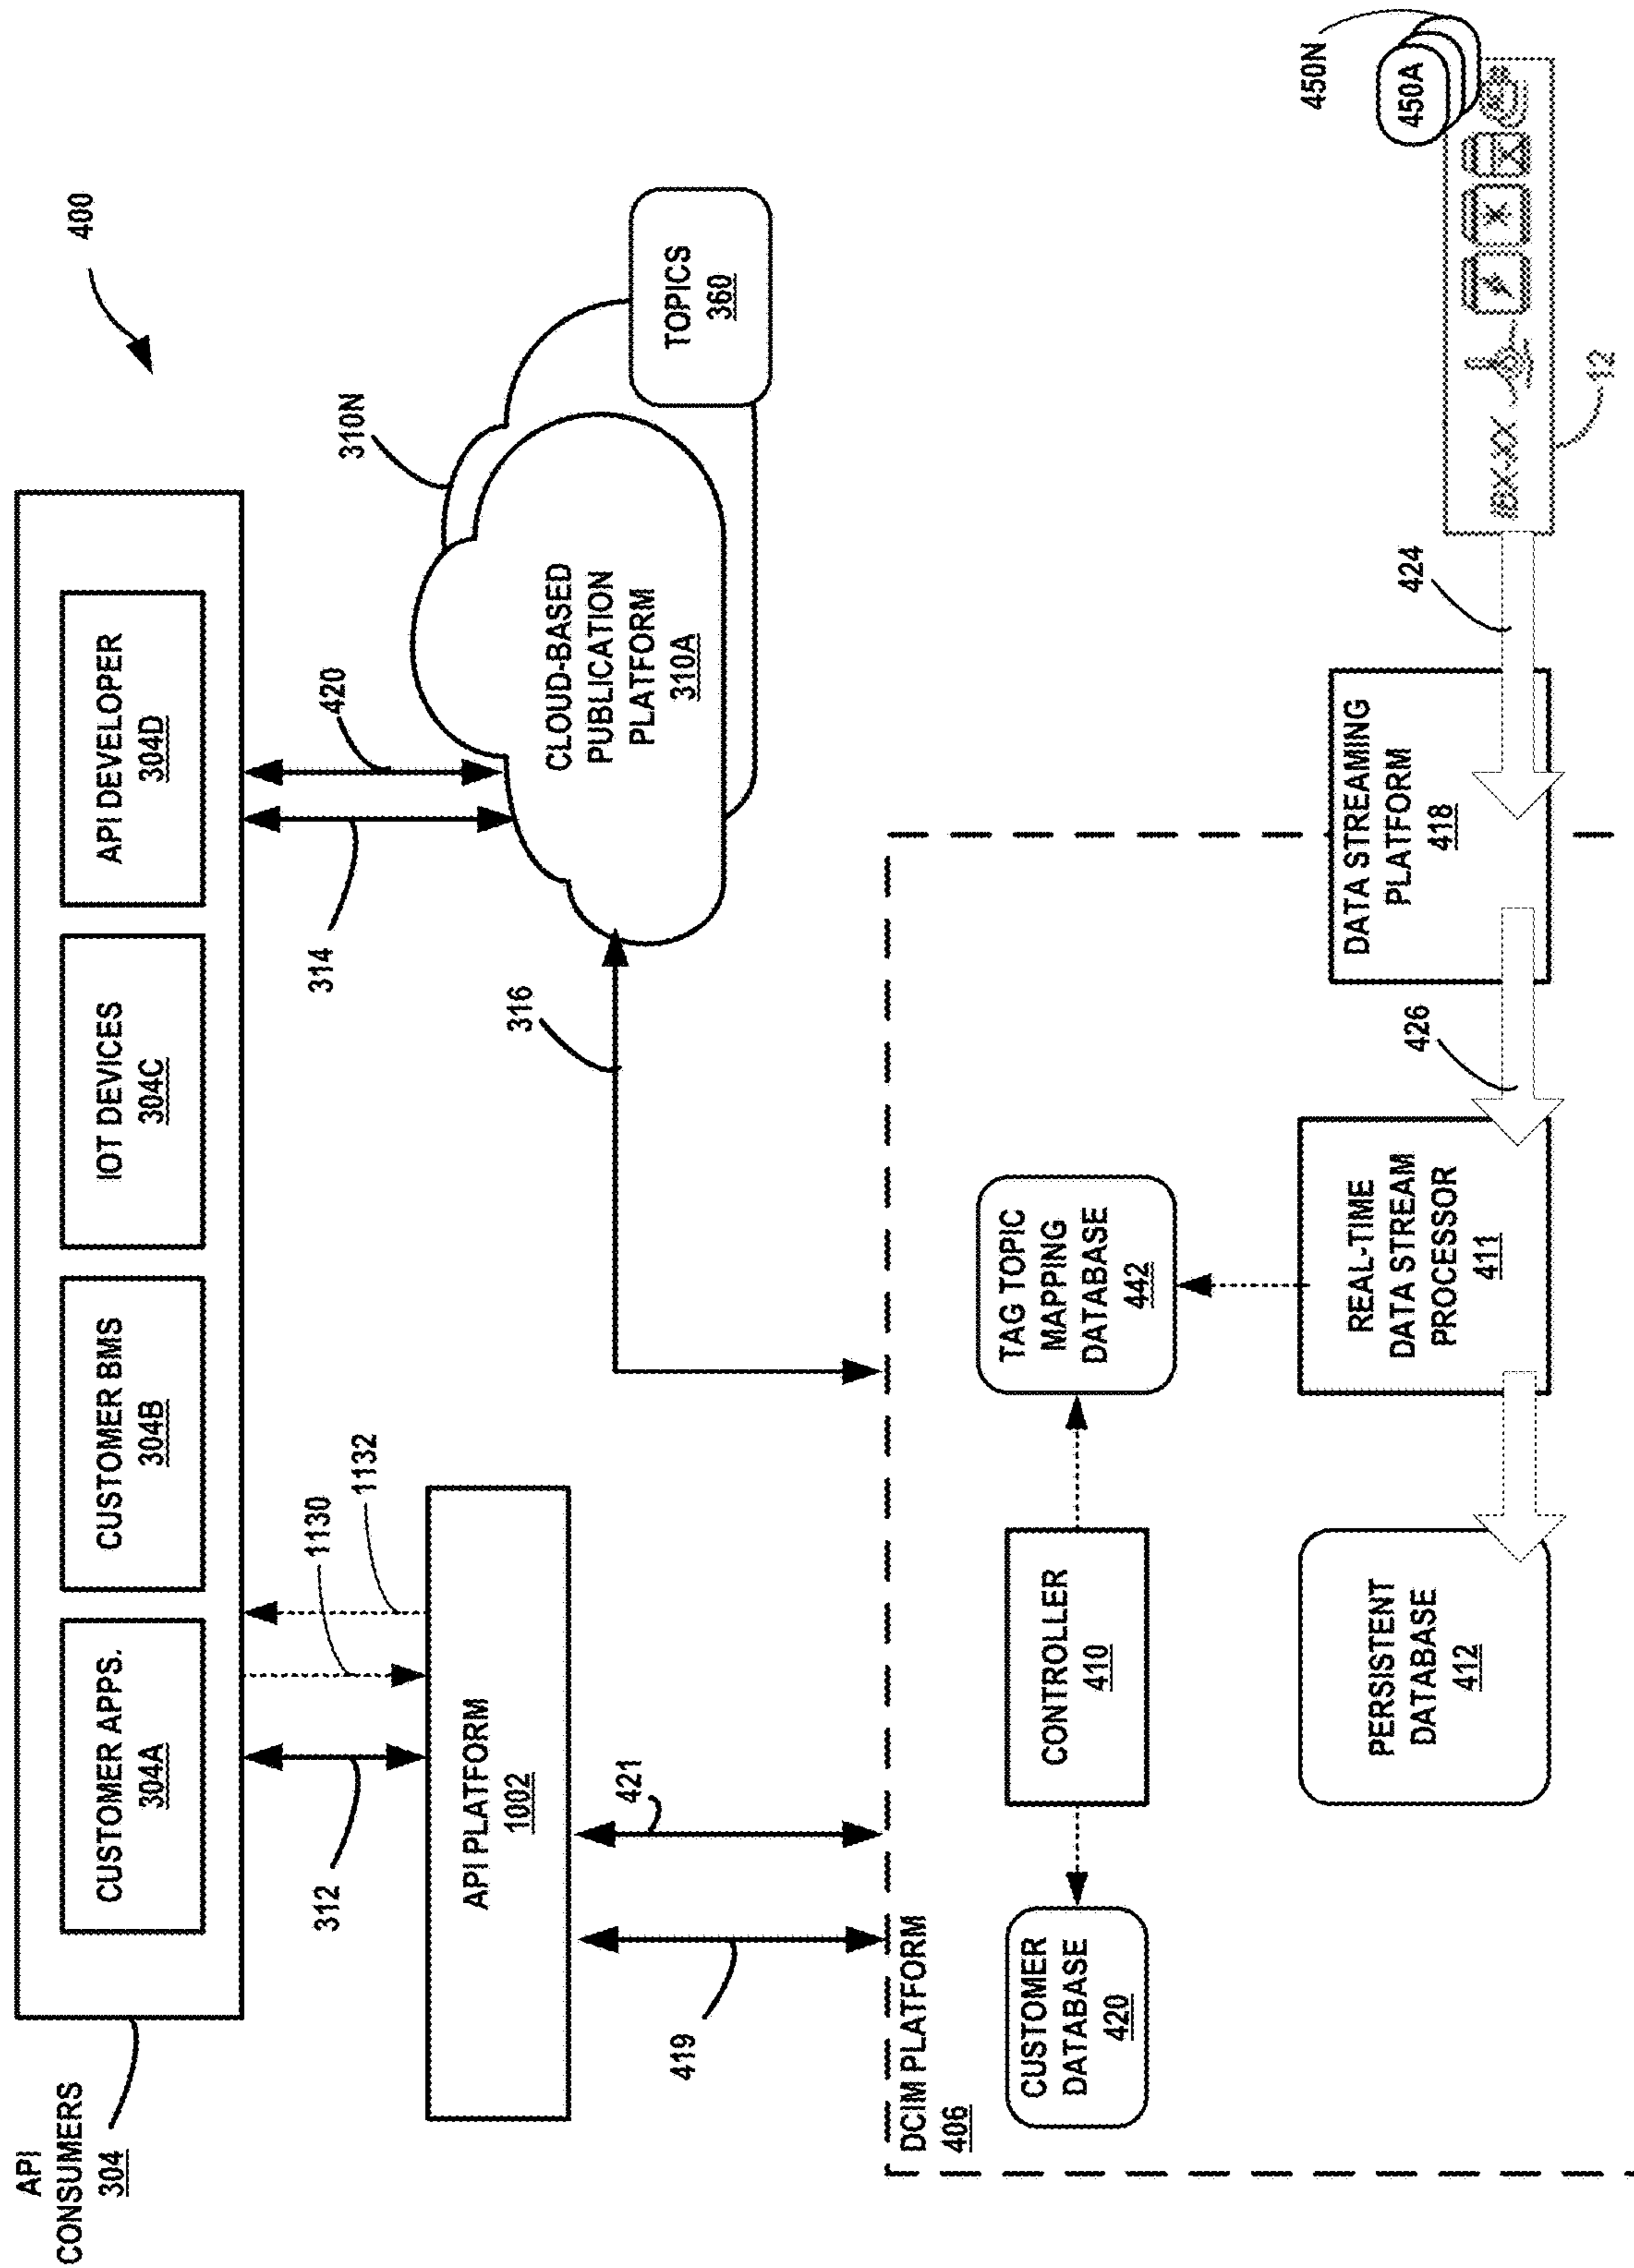 400
API
CONSUMERS
304
CUSTOMER APPS.
304A
CUSTOMER BMS
304B
IOT DEVICES
304C
API DEVELOPER
304D
312
1130
1132
314
420
310N
API PLATFORM
1002
316
CLOUD-BASED
PUBLICATION
PLATFORM
310A
TOPICS
360
419
421
DCIM PLATFORM
406
CUSTOMER
DATABASE
420
CONTROLLER
410
TAG TOPIC
MAPPING
DATABASE
442
PERSISTENT
DATABASE
412
REAL-TIME
DATA STREAM
PROCESSOR
411
426
DATA STREAMING
PLATFORM
418
424
IBX-XX
12
450A
450N